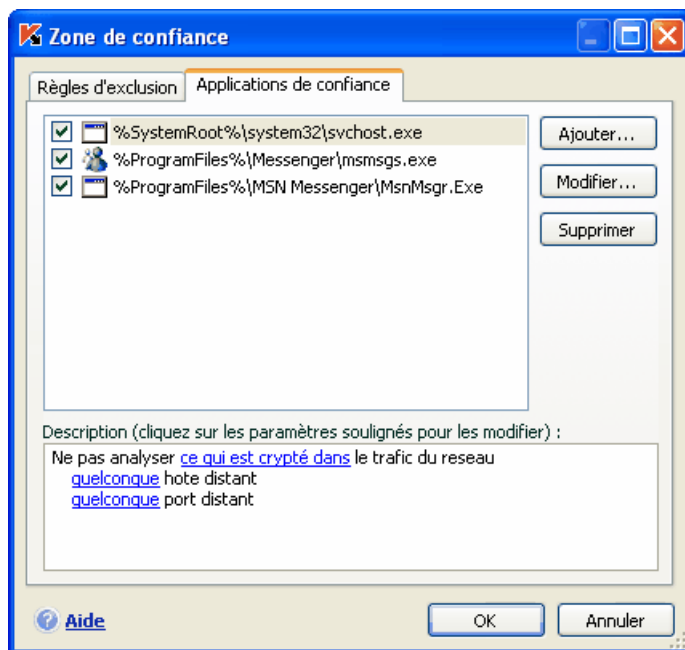 Zone de confiance
Règles d'exclusion
Applications de confiance
%SystemRoot%\system32\svchost.exe
%ProgramFiles%\Messenger\msmsgs.exe
%ProgramFiles%\MSN Messenger\MsnMsgr.Exe
Ajouter...
Modifier...
Supprimer
Description (cliquez sur les paramètres soulignés pour les modifier) :
Ne pas analyser ce qui est crypté dans le trafic du reseau
quelconque hote distant
quelconque port distant
Aide
OK
Annuler